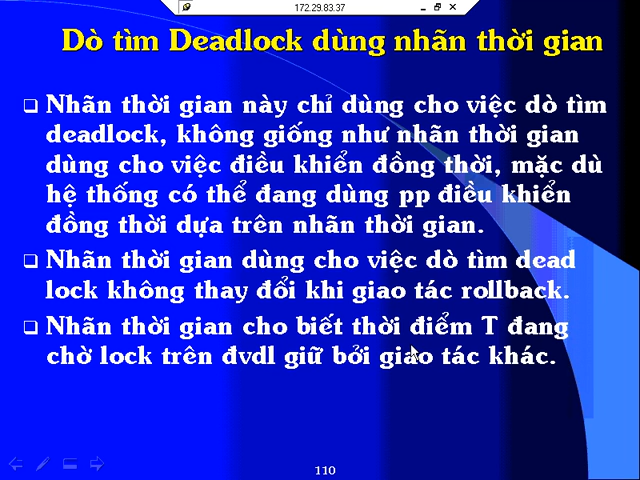 172.29.83.37
Dò tìm Deadlock dùng nhãn thời gian
Nhãn thời gian này chỉ dùng cho việc dò tìm
deadlock, không giống như nhãn thời gian
dùng cho việc điều khiển đồng thời, mặc dù
hệ thống có thể đang dùng pp điều khiển
đồng thời dựa trên nhãn thời gian.
Nhãn thời gian dùng cho việc dò tìm dead
lock không thay đổi khi giao tác rollback.
Nhãn thời gian cho biết thời điểm T đang
chờ lock trên đvdl giữ bởi giao tác khác.
110